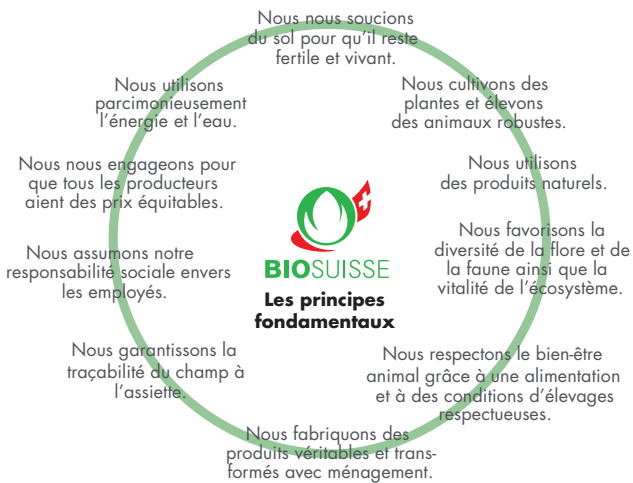 Nous nous soucions
du sol pour qu'il reste
fertile et vivant.
Nous cultivons des
plantes et élevons
des animaux robustes.
Nous utilisons
des produits naturels.
Nous favorisons la
diversité de la flore et de
la faune ainsi que la
vitalité de l'écosystème.
Nous respectons le bien-être
animal grâce à une alimentation
et à des conditions d'élevages
respectueuses.
Nous fabriquons des
produits véritables et trans-
formés avec ménagement.
Nous garantissons la
traçabilité du champ à
l'assiette.
Nous assumons notre
responsabilité sociale envers
les employés.
Nous nous engageons pour
que tous les producteurs
aient des prix équitables.
Nous utilisons
parcimonieusement
l'énergie et l'eau.
BIOSUISSE
Les principes
fondamentaux